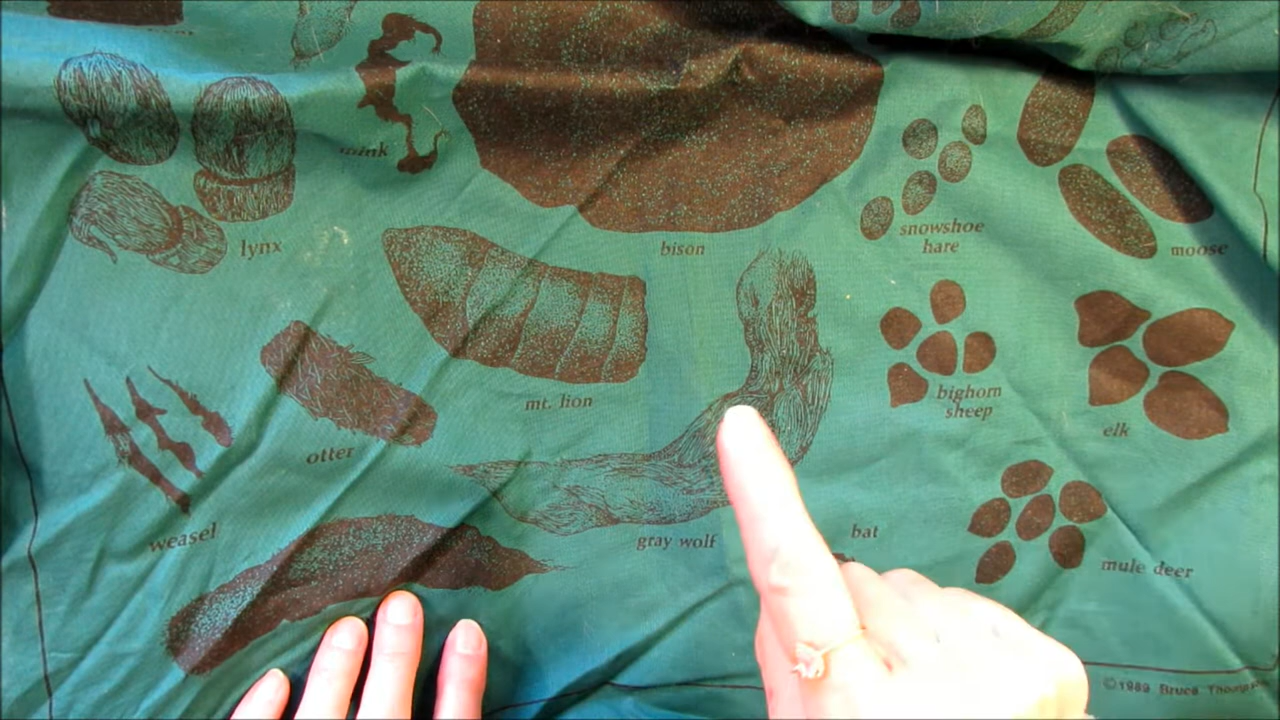 mink
lynx
bison
snowshoe
hare
moose
mt. lion
bighorn
sheep
elk
otter
weasel
gray wolf
bat
mule deer
©1989 Bruce